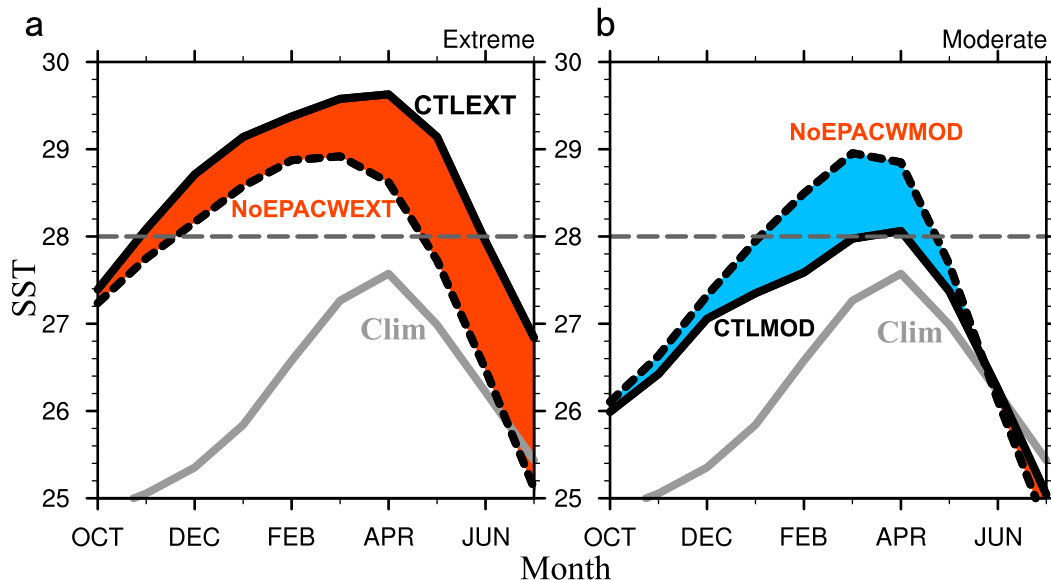 a
Extreme
30
29
28
27
26
25
SST
CTLEXT
NoEPACWEXT
Clim
OCT DEC FEB APR JUN
b
Moderate
30
29
28
27
26
25
NoEPACWMOD
CTLMOD
Clim
OCT DEC FEB APR JUN
Month